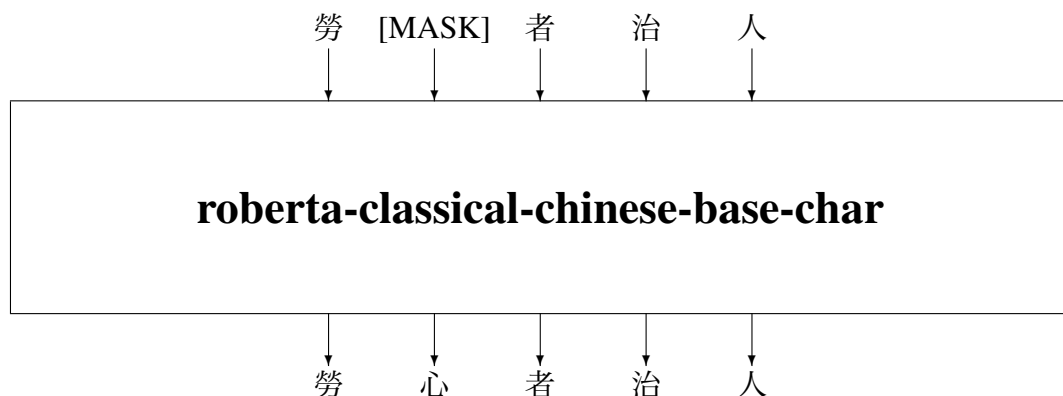 勞 [MASK] 者 治 人
roberta-classical-chinese-base-char
勞 心 者 治 人